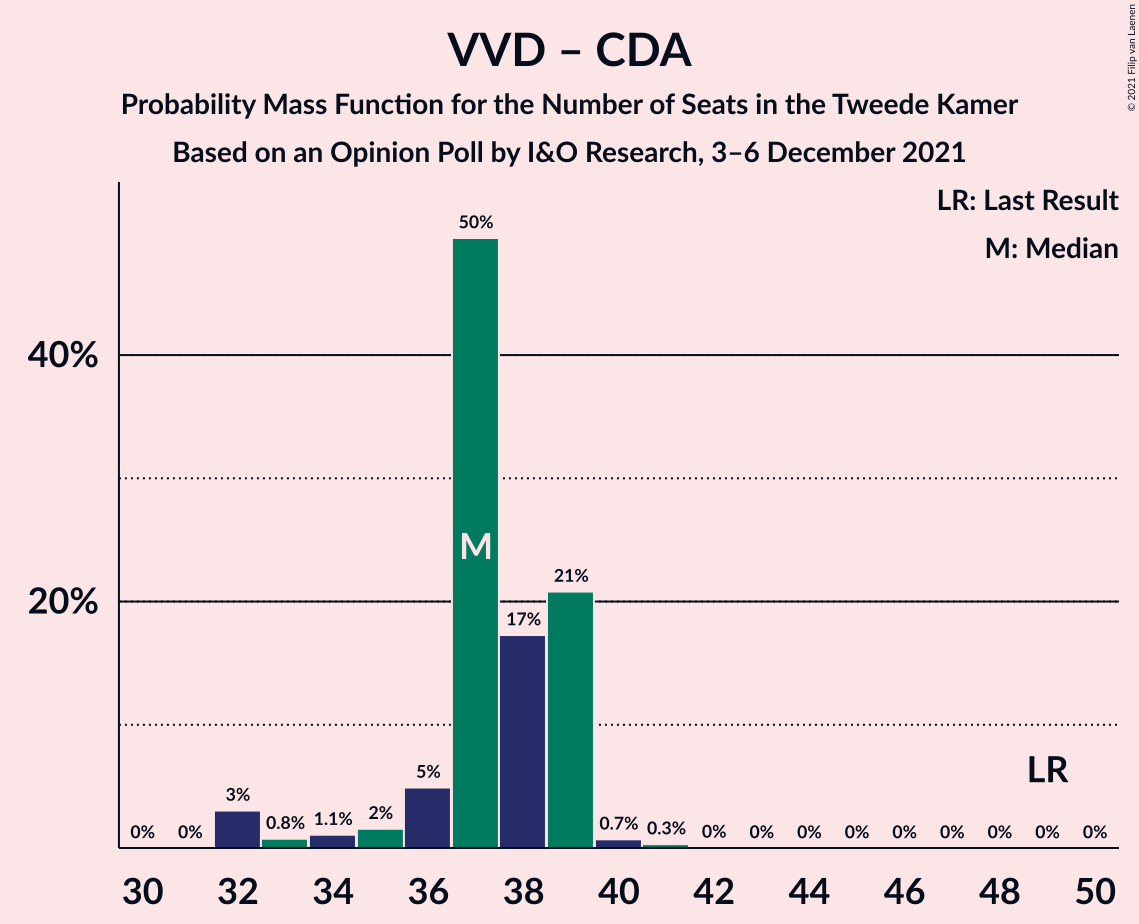 VVD – CDA
Probability Mass Function for the Number of Seats in the Tweede Kamer
Based on an Opinion Poll by I&O Research, 3–6 December 2021
© 2021 Filip van Laenen
LR: Last Result
M: Median
50%
40%
M
21%
20%
17%
LR
5%
3%
2%
1.1%
0.8%
0.7%
0.3%
0% 0% 0% 0% 0% 0% 0% 0% 0% 0% 0%
30 32 34 36 38 40 42 44 46 48 50